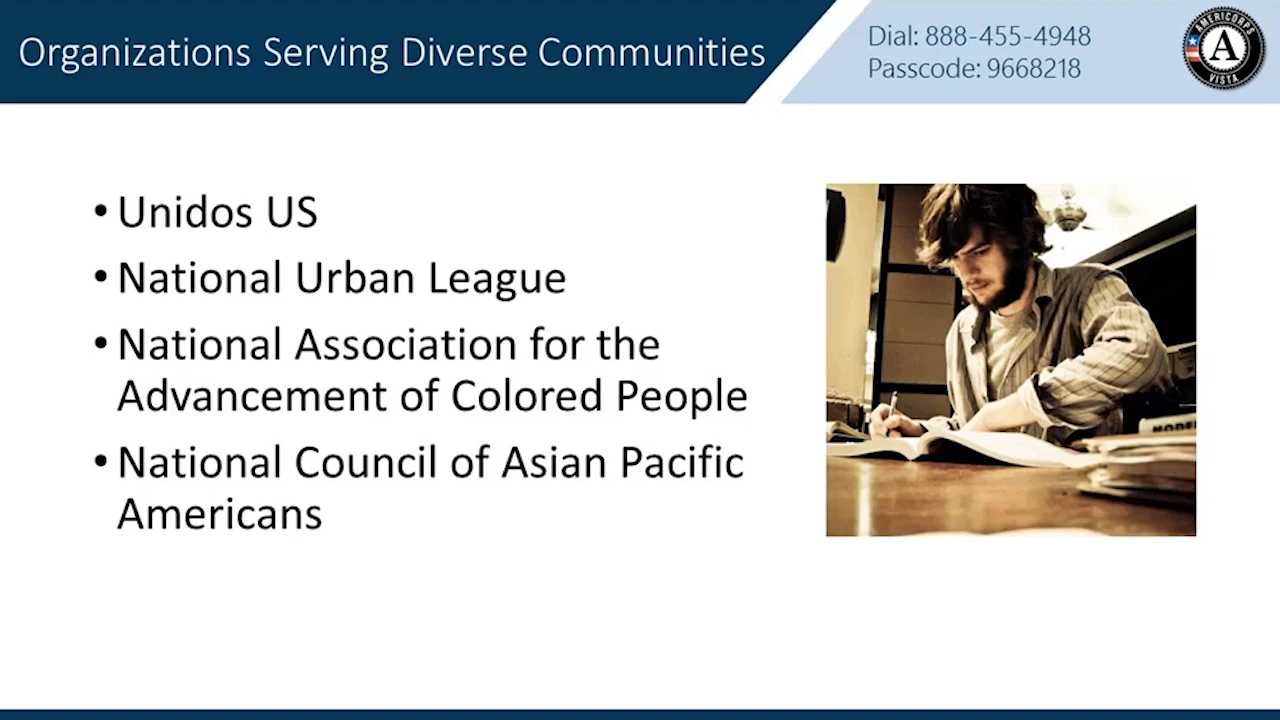 Organizations Serving Diverse Communities
Dial: 888-455-4948
Passcode: 9668218
AMERICORPS
A
VISTA
• Unidos US
• National Urban League
• National Association for the
Advancement of Colored People
• National Council of Asian Pacific
Americans